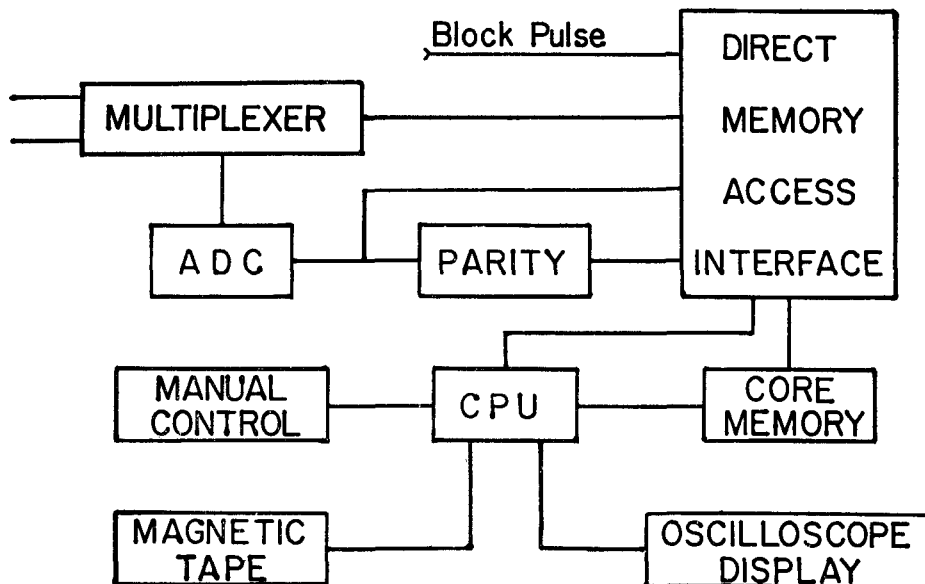 Block Pulse
DIRECT
MEMORY
ACCESS
INTERFACE
MULTIPLEXER
ADC
PARITY
MANUAL
CONTROL
CPU
CORE
MEMORY
MAGNETIC
TAPE
OSCILLOSCOPE
DISPLAY